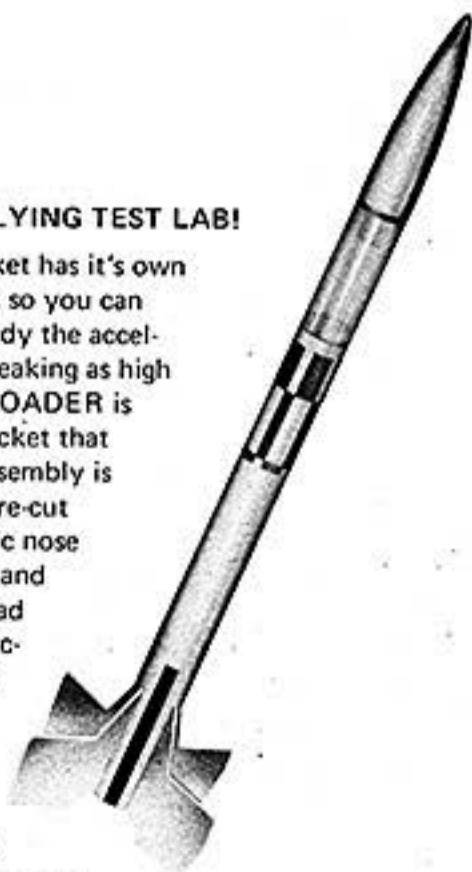 LYING TEST LAB!
ket has it's own
so you can
dy the accel-
eaking as high
OADER is
cket that
sembly is
re-cut
ic nose
and
ad
c-